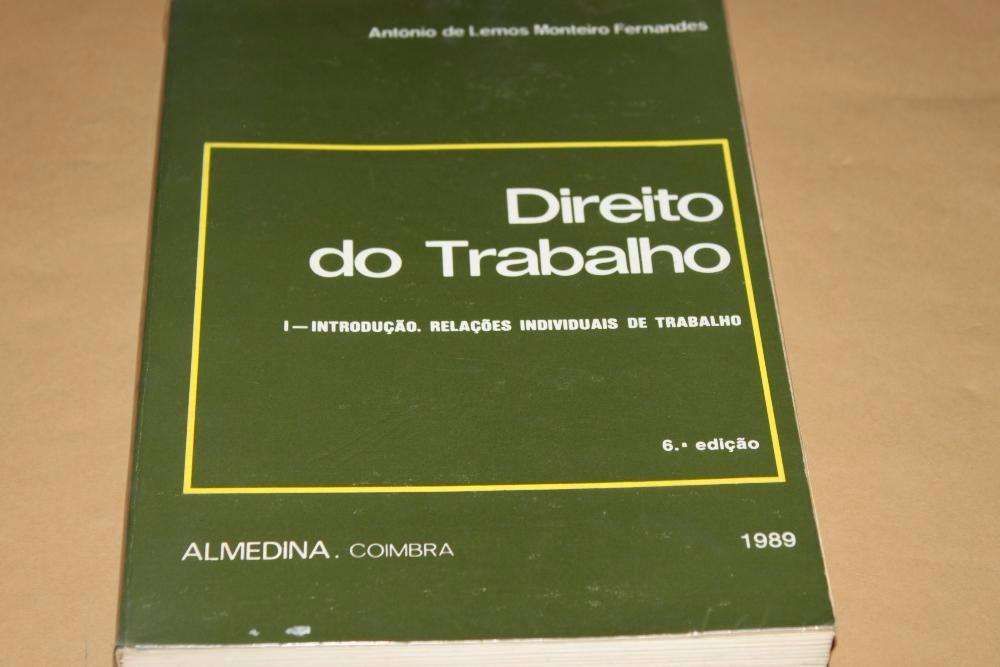 António de Lemos Monteiro Fernandes
Direito
do Trabalho
I — INTRODUÇÃO. RELAÇÕES INDIVIDUAIS DE TRABALHO
6.ª edição
ALMEDINA. COIMBRA
1989